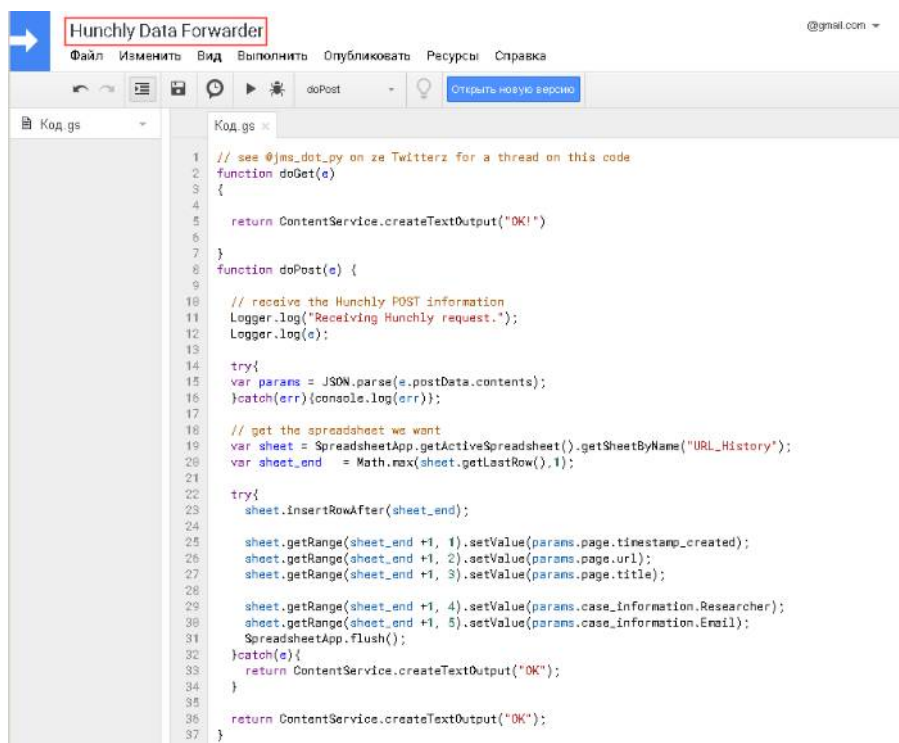 Hunchly Data Forwarder
@gmail.com
Файл Изменить Вид Выполнить Опубликовать Ресурсы Справка
doPost Открыть новую версию
Код.gs
Код.gs ×
1 // see @jms_dot_py on ze Twitterz for a thread on this code
2 function doGet(e)
3 {
4
5 return ContentService.createTextOutput("OK!")
6
7 }
8 function doPost(e) {
9
10 // receive the Hunchly POST information
11 Logger.log("Receiving Hunchly request.");
12 Logger.log(e);
13
14 try{
15 var params = JSON.parse(e.postData.contents);
16 }catch(err){console.log(err)};
17
18 // get the spreadsheet we want
19 var sheet = SpreadsheetApp.getActiveSpreadsheet().getSheetByName("URL_History");
20 var sheet_end = Math.max(sheet.getLastRow(),1);
21
22 try{
23 sheet.insertRowAfter(sheet_end);
24
25 sheet.getRange(sheet_end +1, 1).setValue(params.page.timestamp_created);
26 sheet.getRange(sheet_end +1, 2).setValue(params.page.url);
27 sheet.getRange(sheet_end +1, 3).setValue(params.page.title);
28
29 sheet.getRange(sheet_end +1, 4).setValue(params.case_information.Researcher);
30 sheet.getRange(sheet_end +1, 5).setValue(params.case_information.Email);
31 SpreadsheetApp.flush();
32 }catch(e){
33 return ContentService.createTextOutput("OK");
34 }
35
36 return ContentService.createTextOutput("OK");
37 }